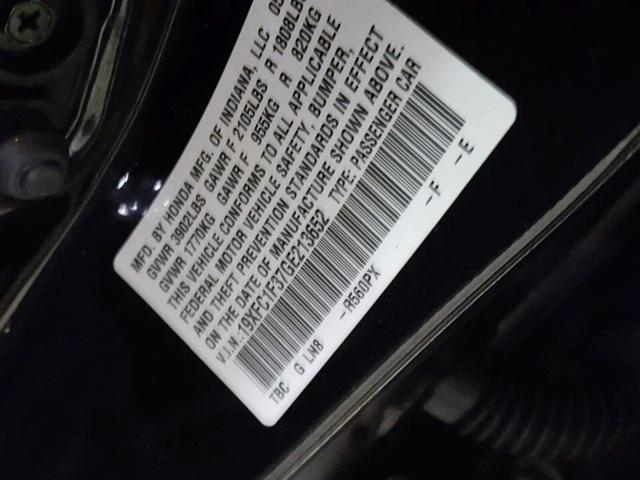 MFD. BY HONDA MFG. OF INDIANA, LLC
GVWR 3902LBS GAWR F 2105LBS R 1808LBS
GVWR 1770KG GAWR F 955KG R 820KG
THIS VEHICLE CONFORMS TO ALL APPLICABLE
FEDERAL MOTOR VEHICLE SAFETY, BUMPER,
AND THEFT PREVENTION STANDARDS IN EFFECT
ON THE DATE OF MANUFACTURE SHOWN ABOVE.
V.I.N.:19XFC1F37GE213652 TYPE: PASSENGER CAR
TBC G LM8 -R560PX -F -E